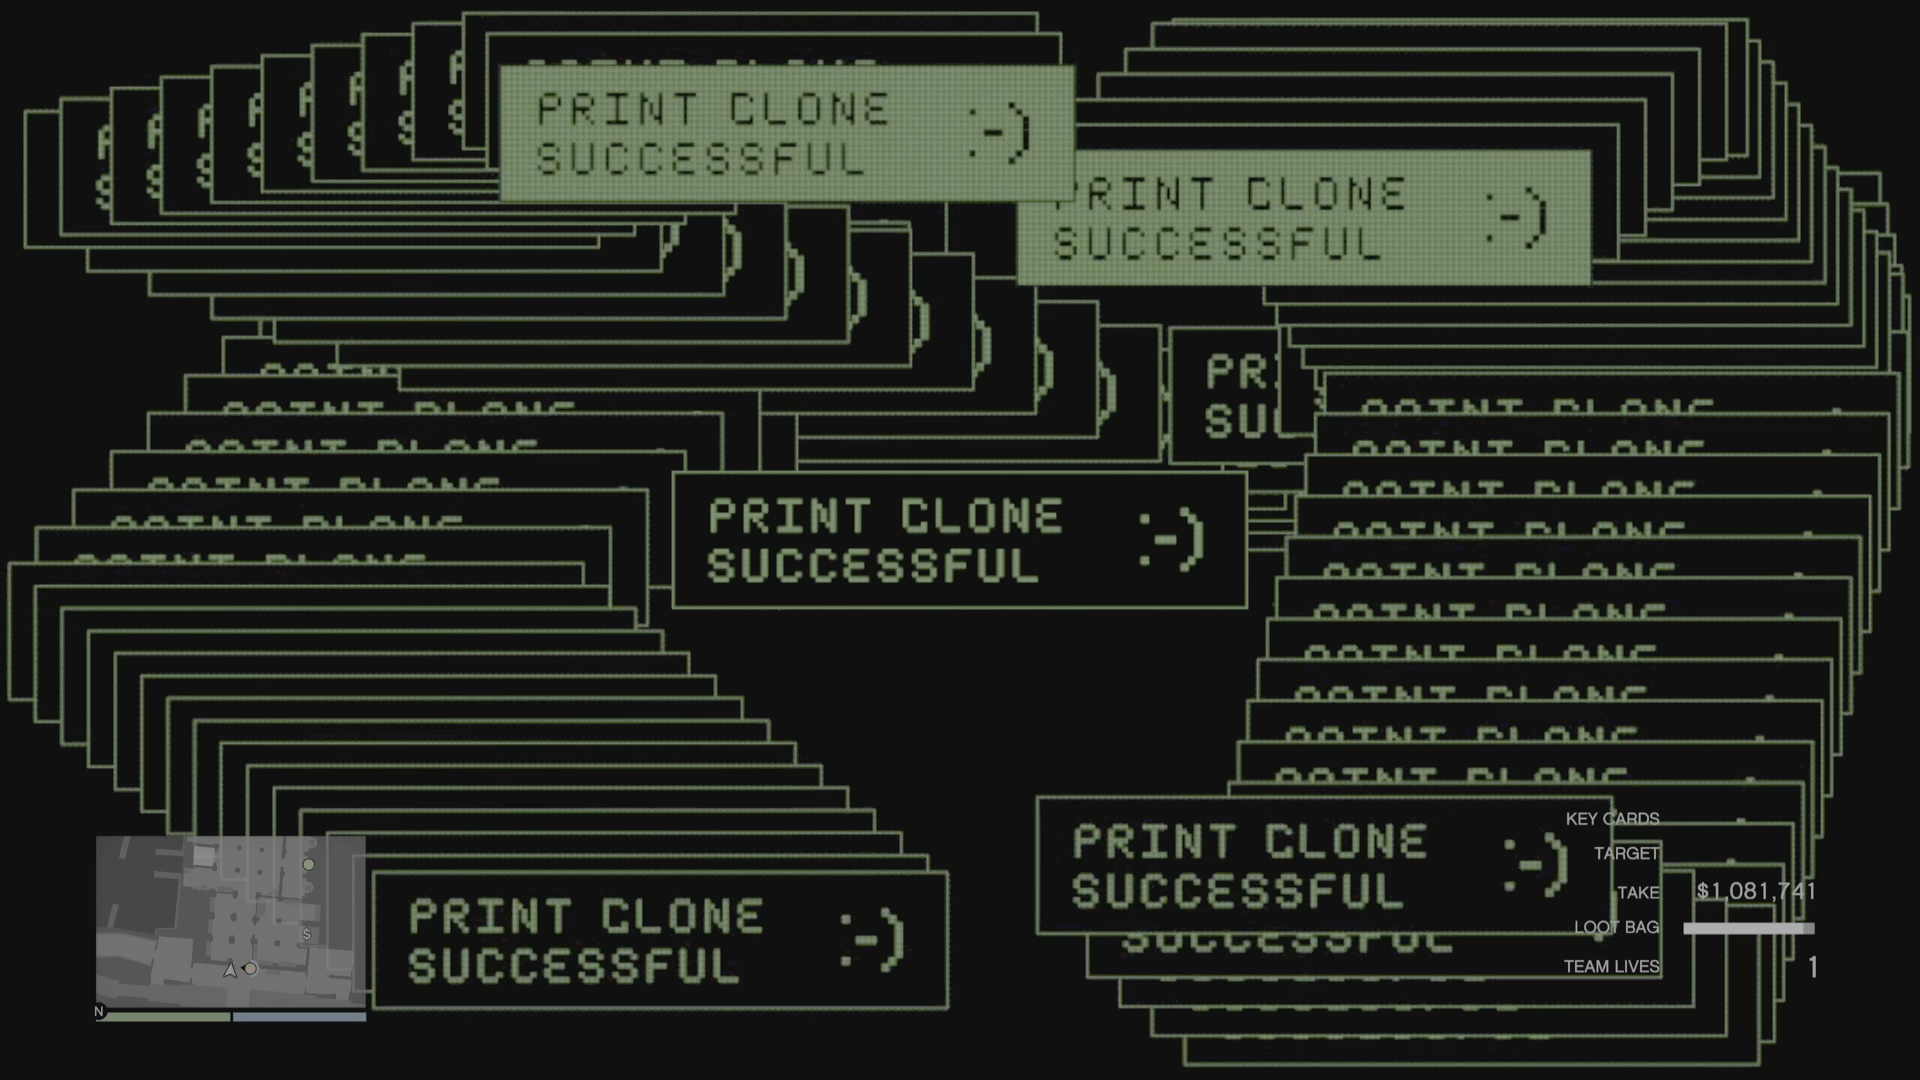 PRINT CLONE :-)
SUCCESSFUL
PRINT CLONE :-)
SUCCESSFUL
PRINT CLONE :-)
SUCCESSFUL
PRINT CLONE :-)
SUCCESSFUL
PRINT CLONE :-)
SUCCESSFUL
SUCCESSFUL
KEY CARDS
TARGET
TAKE $1,081,741
LOOT BAG
TEAM LIVES 1
$
N